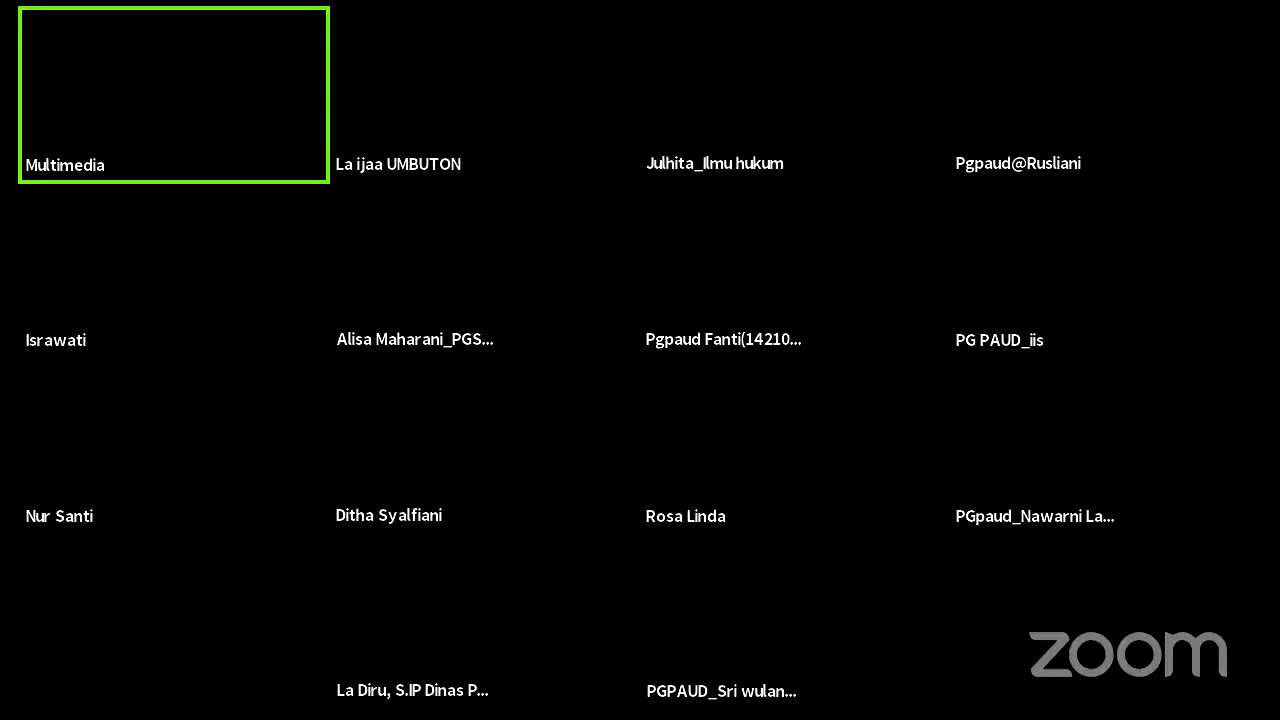 Multimedia
La ijaa UMBUTON
Julhita_Ilmu hukum
Pgpaud@Rusliani
Israwati
Alisa Maharani_PGS...
Pgpaud Fanti(14210...
PG PAUD_iis
Nur Santi
Ditha Syalfiani
Rosa Linda
PGpaud_Nawarni La...
La Diru, S.IP Dinas P...
PGPAUD_Sri wulan...
zoom